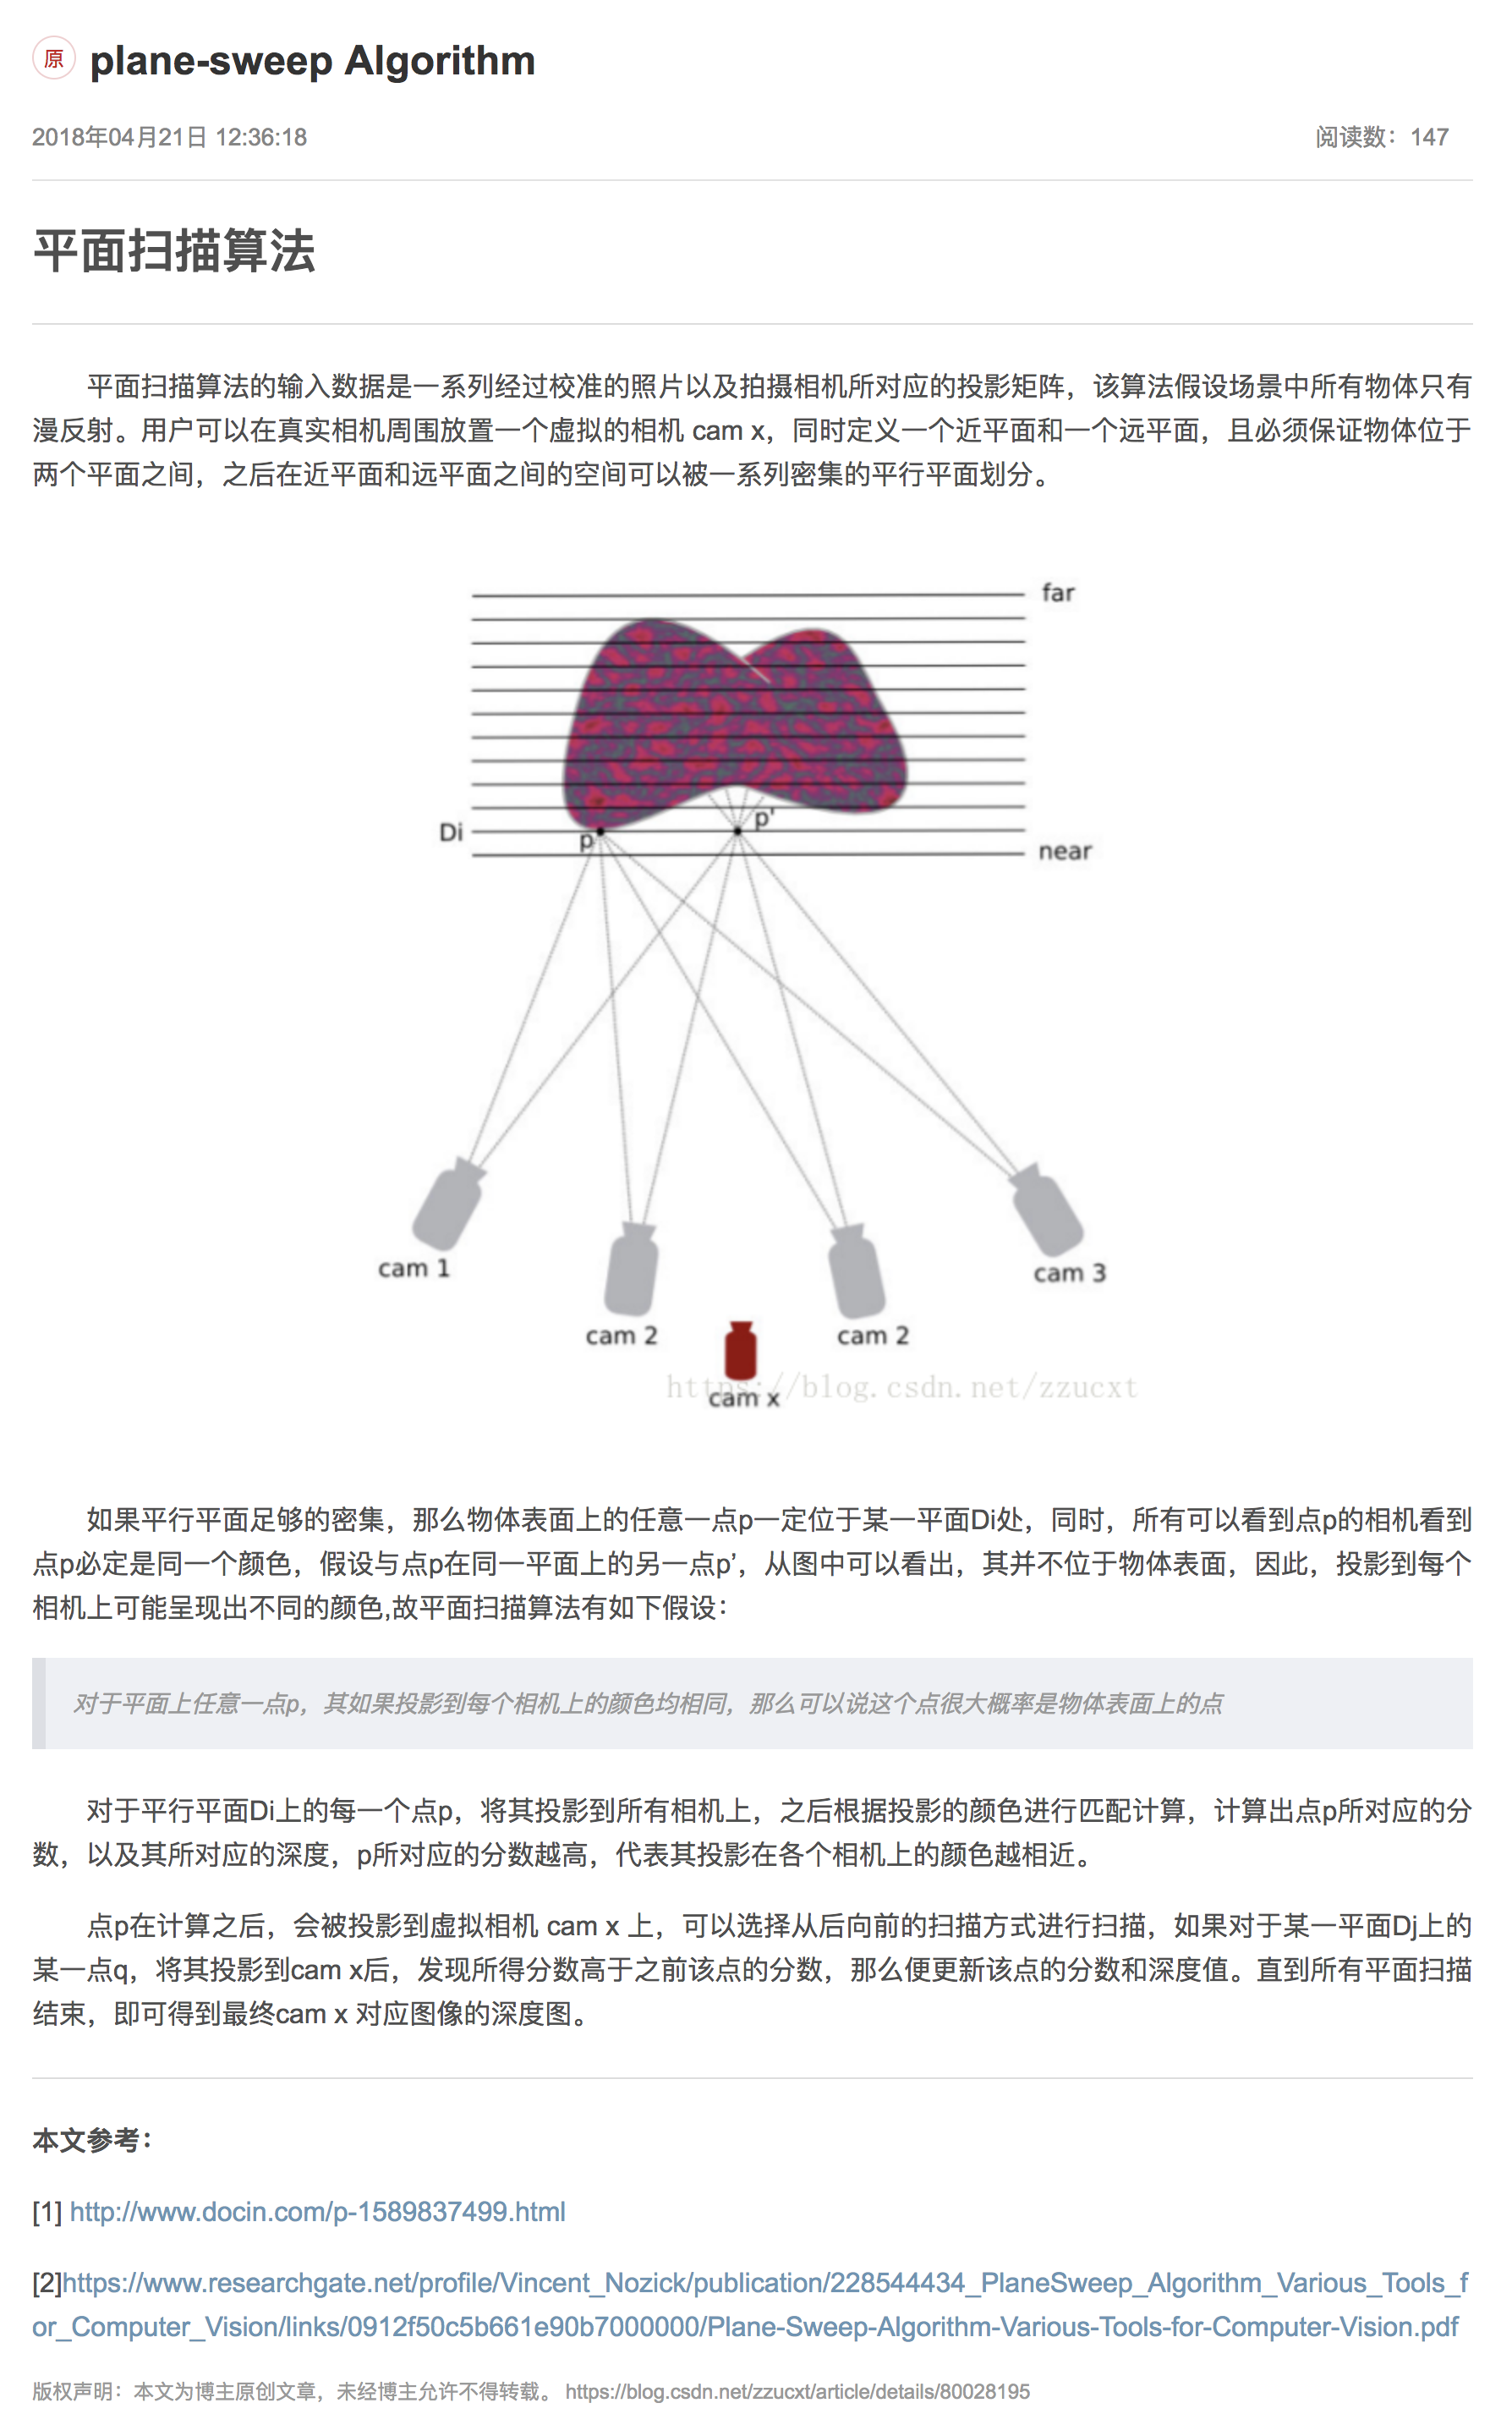 原 plane-sweep Algorithm
2018年04月21日 12:36:18 阅读数：147
平面扫描算法
平面扫描算法的输入数据是一系列经过校准的照片以及拍摄相机所对应的投影矩阵，该算法假设场景中所有物体只有
漫反射。用户可以在真实相机周围放置一个虚拟的相机 cam x，同时定义一个近平面和一个远平面，且必须保证物体位于
两个平面之间，之后在近平面和远平面之间的空间可以被一系列密集的平行平面划分。
far
Di
p
p'
near
cam 1
cam 3
cam 2
cam 2
https://blog.csdn.net/zzucxt
cam x
如果平行平面足够的密集，那么物体表面上的任意一点p一定位于某一平面Di处，同时，所有可以看到点p的相机看到
点p必定是同一个颜色，假设与点p在同一平面上的另一点p’，从图中可以看出，其并不位于物体表面，因此，投影到每个
相机上可能呈现出不同的颜色,故平面扫描算法有如下假设：
对于平面上任意一点p，其如果投影到每个相机上的颜色均相同，那么可以说这个点很大概率是物体表面上的点
对于平行平面Di上的每一个点p，将其投影到所有相机上，之后根据投影的颜色进行匹配计算，计算出点p所对应的分
数，以及其所对应的深度，p所对应的分数越高，代表其投影在各个相机上的颜色越相近。
点p在计算之后，会被投影到虚拟相机 cam x 上，可以选择从后向前的扫描方式进行扫描，如果对于某一平面Dj上的
某一点q，将其投影到cam x后，发现所得分数高于之前该点的分数，那么便更新该点的分数和深度值。直到所有平面扫描
结束，即可得到最终cam x 对应图像的深度图。
本文参考：
[1] http://www.docin.com/p-1589837499.html
[2]https://www.researchgate.net/profile/Vincent_Nozick/publication/228544434_PlaneSweep_Algorithm_Various_Tools_f
or_Computer_Vision/links/0912f50c5b661e90b7000000/Plane-Sweep-Algorithm-Various-Tools-for-Computer-Vision.pdf
版权声明：本文为博主原创文章，未经博主允许不得转载。 https://blog.csdn.net/zzucxt/article/details/80028195